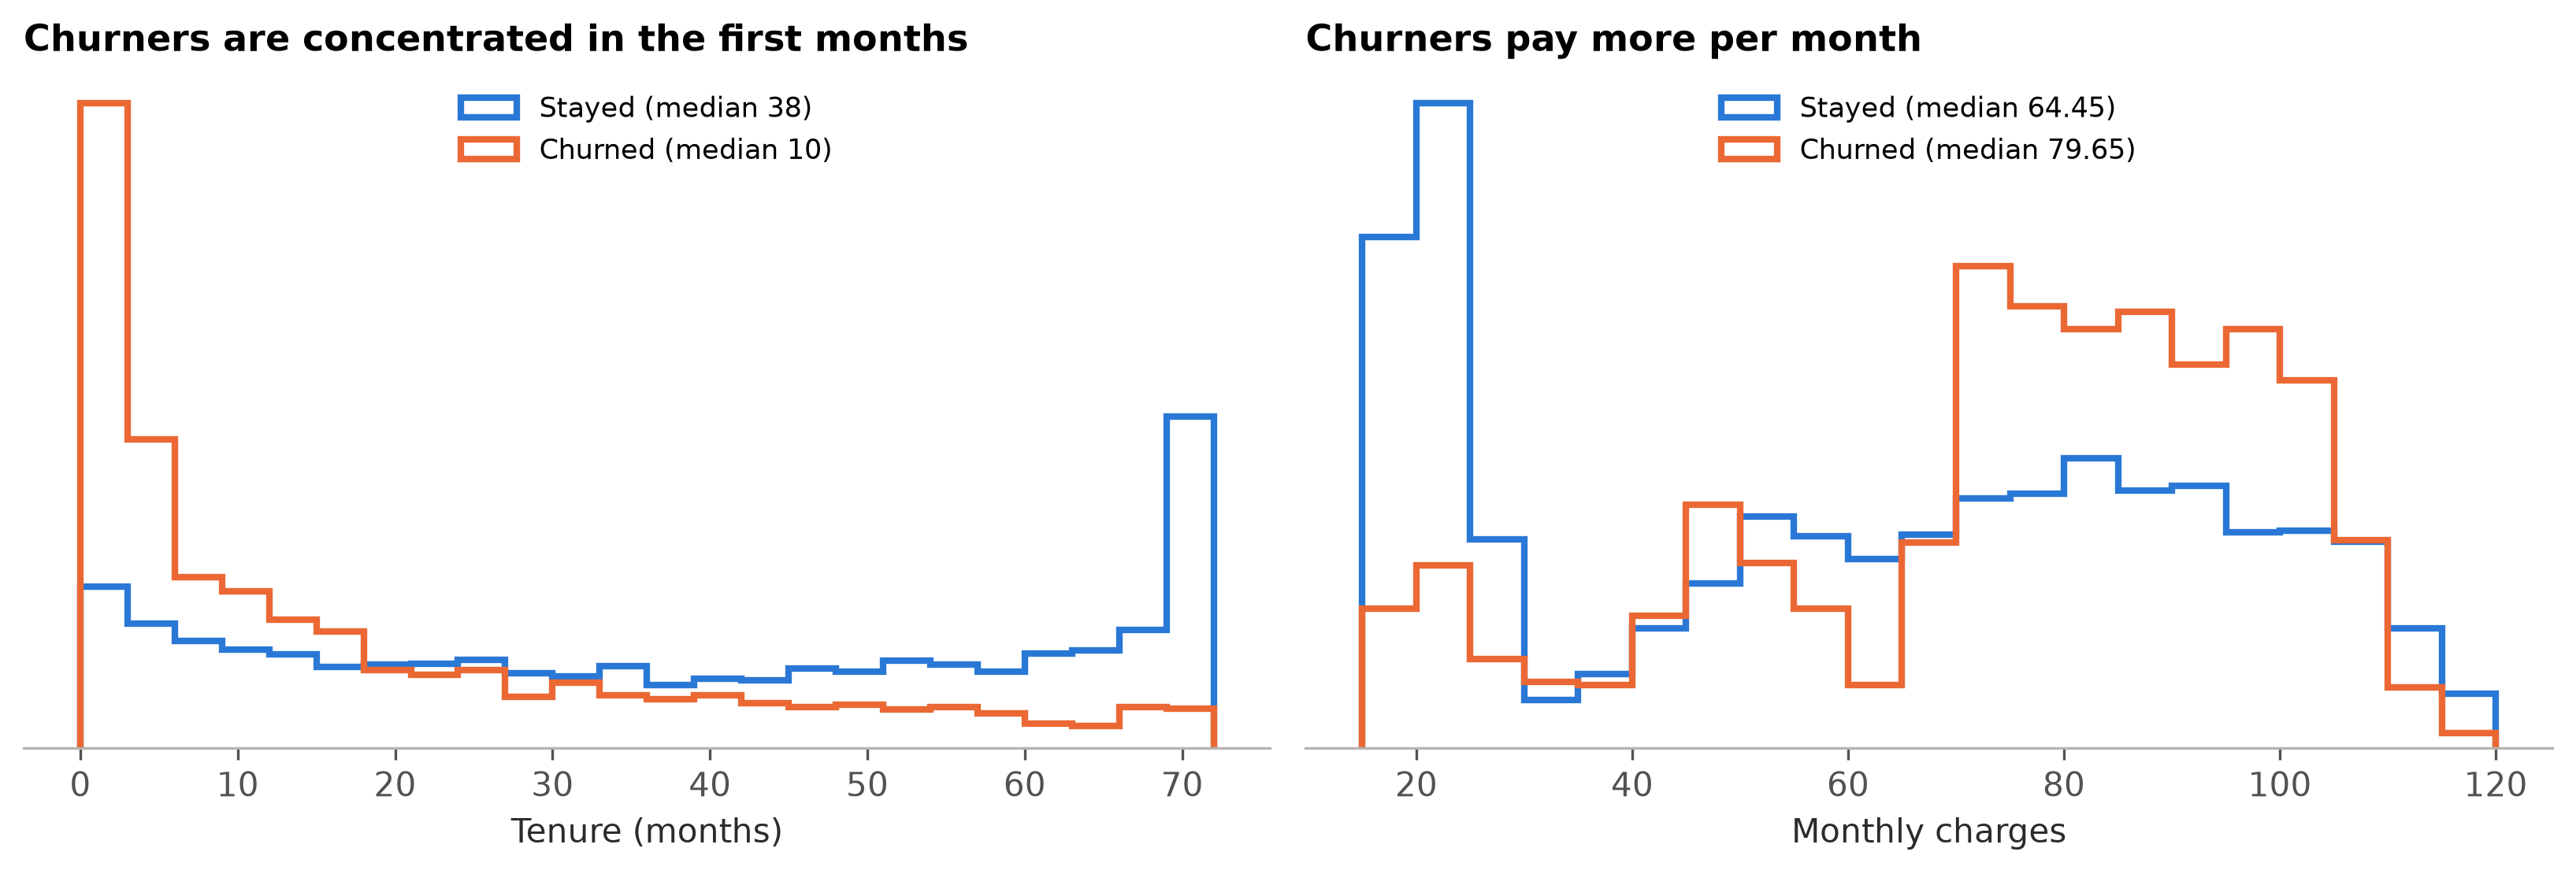 Churners are concentrated in the first months
Stayed (median 38)
Churned (median 10)
0 10 20 30 40 50 60 70
Tenure (months)
Churners pay more per month
Stayed (median 64.45)
Churned (median 79.65)
20 40 60 80 100 120
Monthly charges